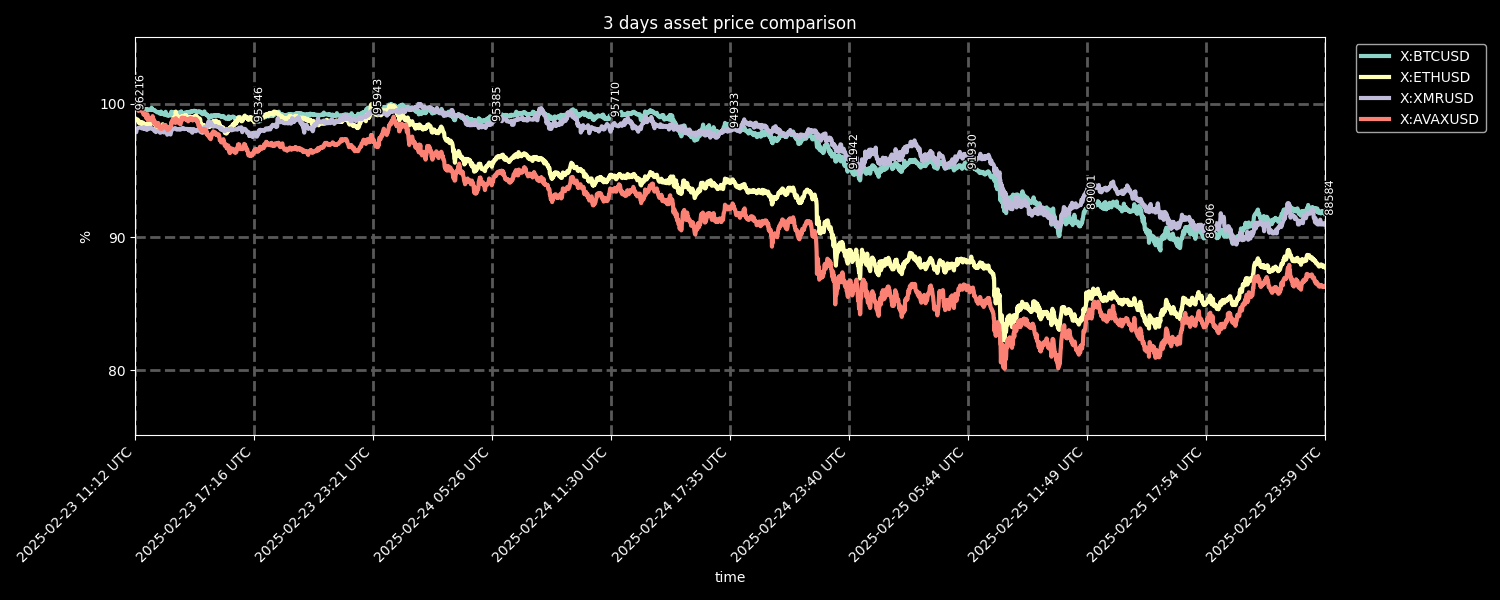 3 days asset price comparison
X:BTCUSD
X:ETHUSD
X:XMRUSD
X:AVAXUSD
100
90
80
%
96216
95346
95943
95385
95710
94933
91942
91930
89001
86906
88584
2025-02-23 11:12 UTC
2025-02-23 17:16 UTC
2025-02-23 23:21 UTC
2025-02-24 05:26 UTC
2025-02-24 11:30 UTC
2025-02-24 17:35 UTC
2025-02-24 23:40 UTC
2025-02-25 05:44 UTC
2025-02-25 11:49 UTC
2025-02-25 17:54 UTC
2025-02-25 23:59 UTC
time